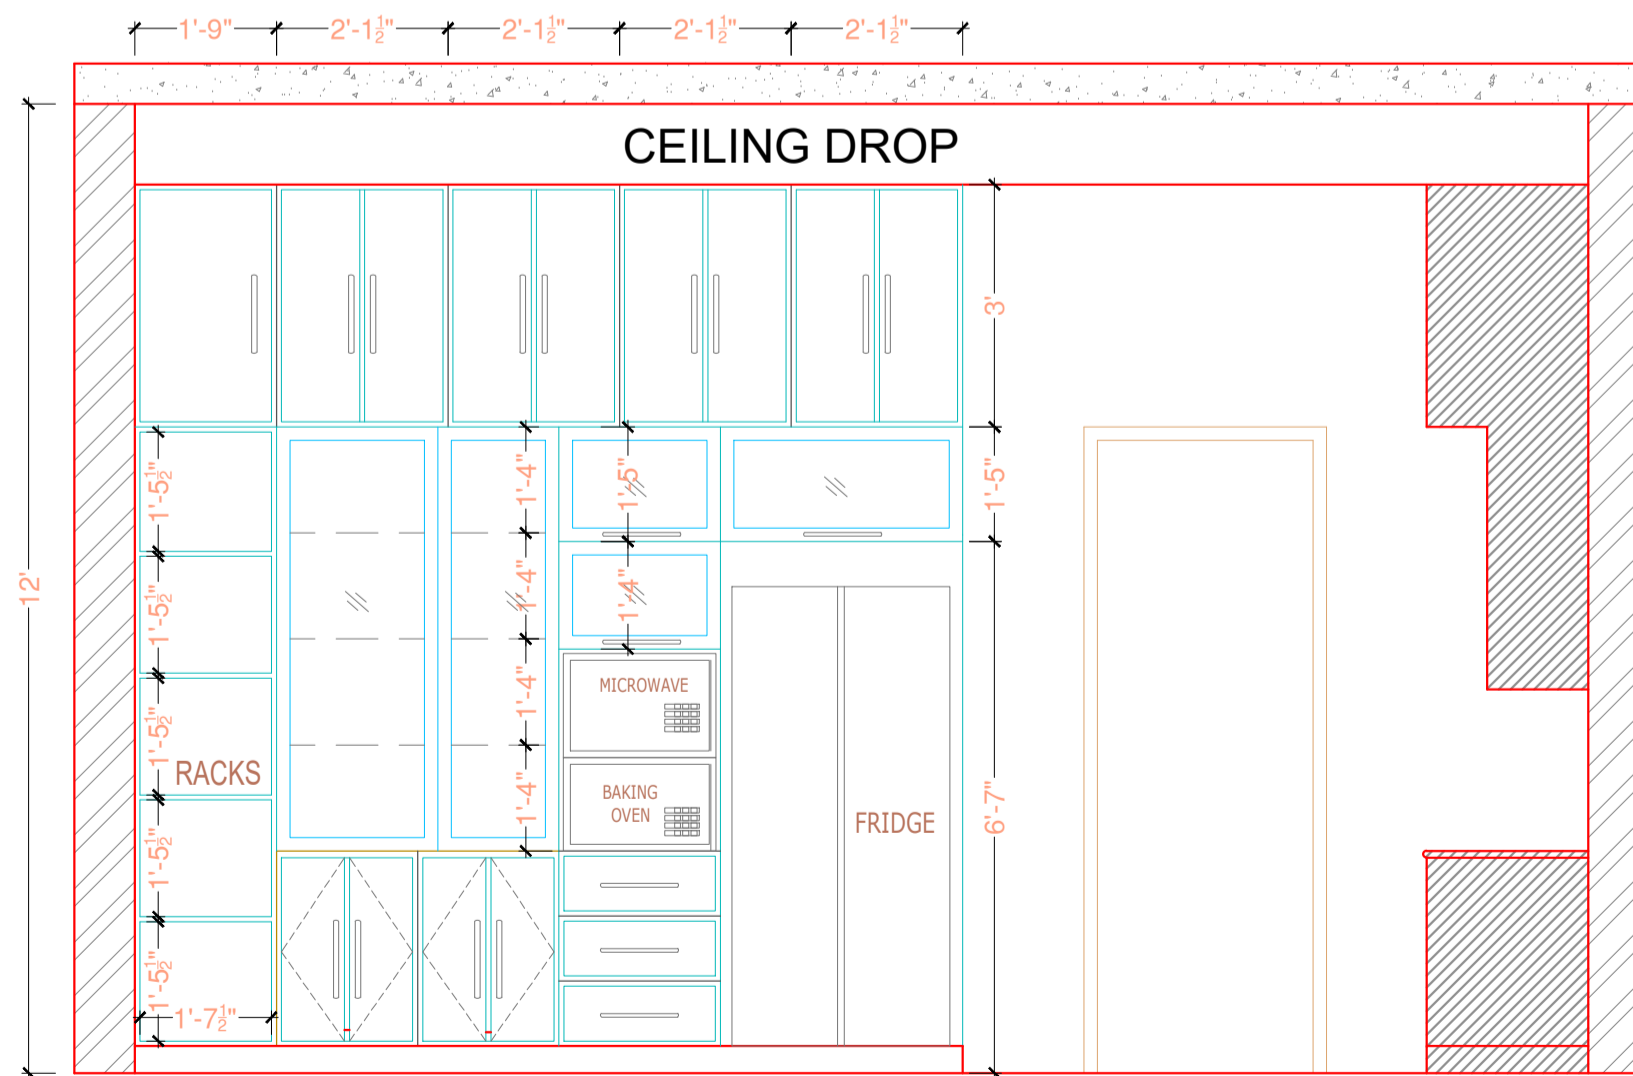 1'-9" 2'-1½" 2'-1½" 2'-1½" 2'-1½"
CEILING DROP
3'
1'-5½" 1'-4" 1'-5" 1'-5"
12'
1'-5½" 1'-4" 1'-4"
MICROWAVE
1'-5½" 1'-4"
RACKS
BAKING
OVEN
1'-4" 6'-7"
FRIDGE
1'-5½"
1'-5½"
1'-7½"